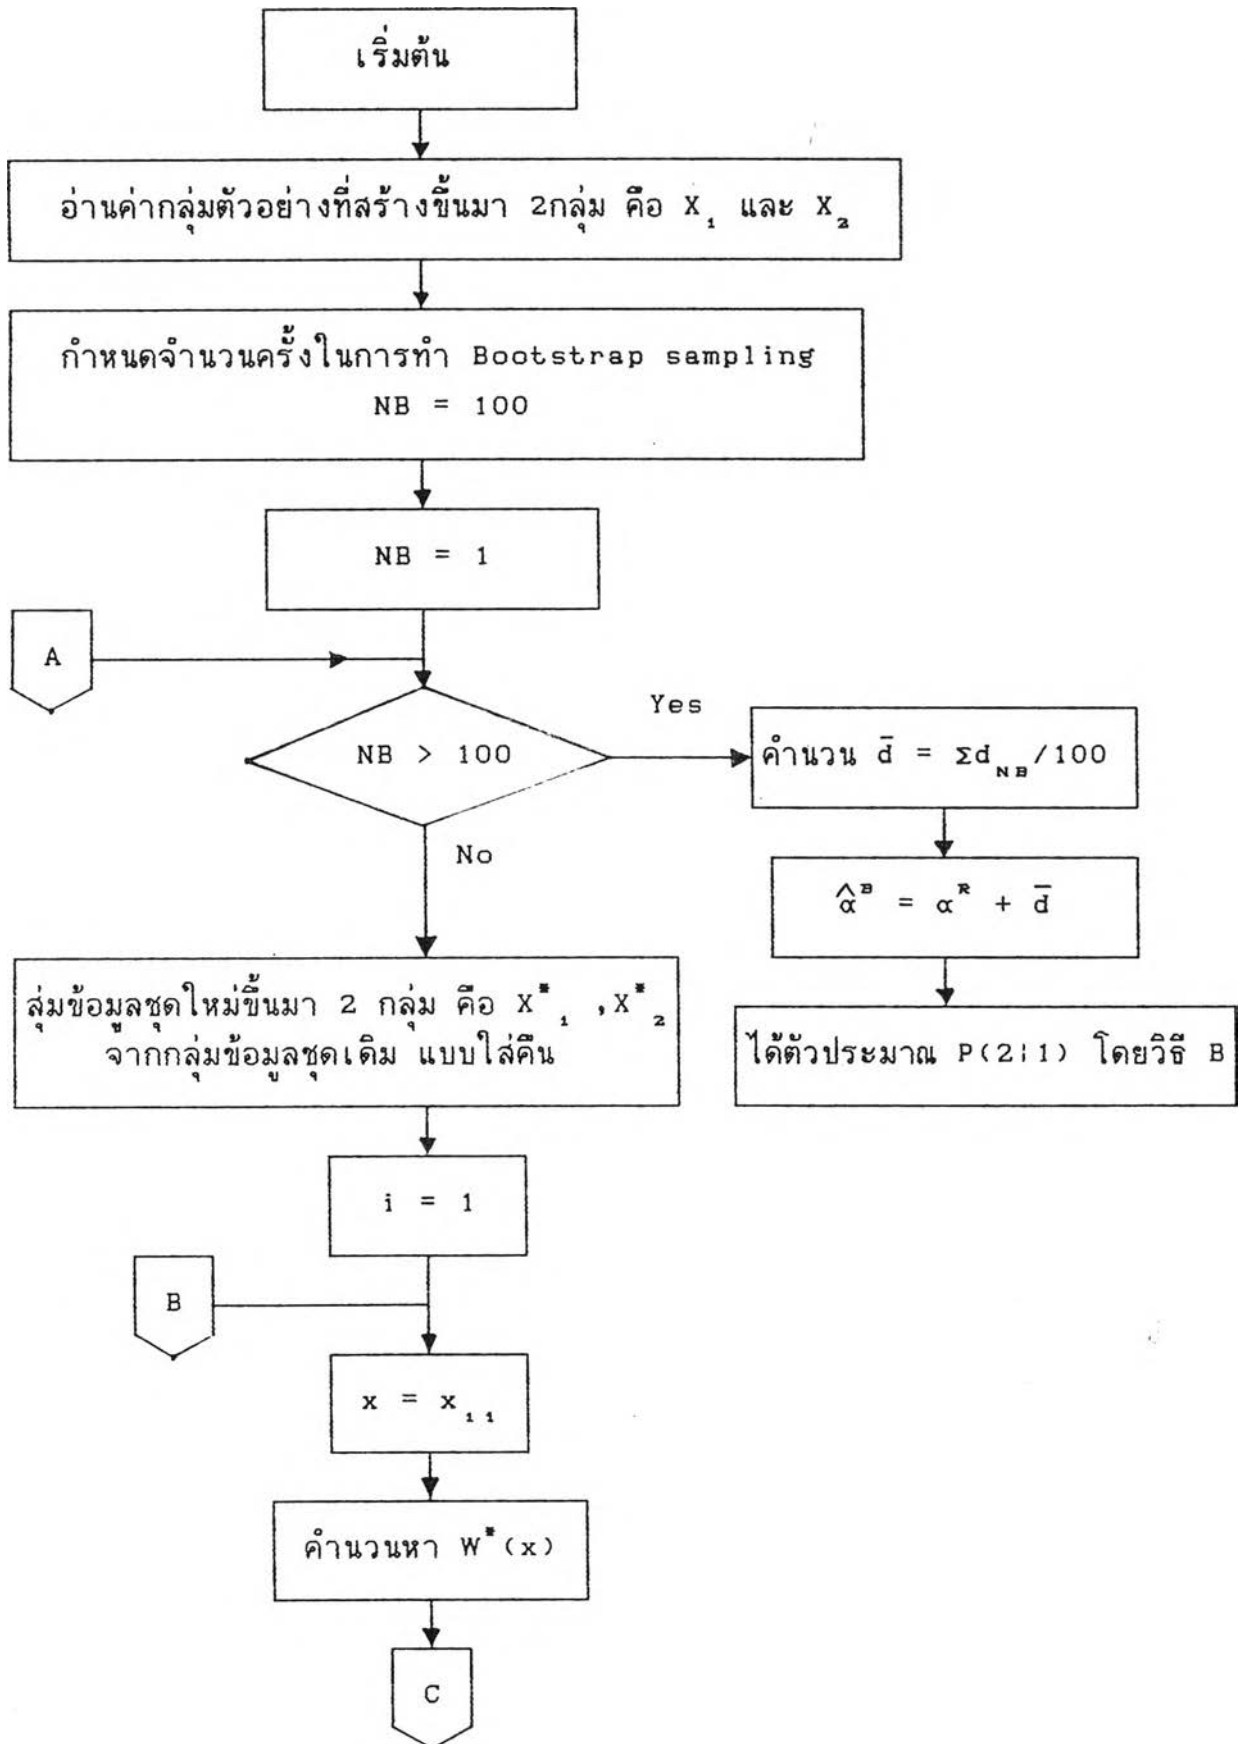 เริ่มต้น
อ่านค่ากลุ่มตัวอย่างที่สร้างขึ้นมา 2กลุ่ม คือ X₁ และ X₂
กำหนดจำนวนครั้งในการทำ Bootstrap sampling
NB = 100
NB = 1
A
NB > 100
Yes
คำนวน d̄ = Σd_NB/100
No
α̂ᴮ = αᴿ + d̄
สุ่มข้อมูลชุดใหม่ขึ้นมา 2 กลุ่ม คือ X*₁ ,X*₂
จากกลุ่มข้อมูลชุดเดิม แบบใส่คืน
ได้ตัวประมาณ P(2|1) โดยวิธี B
i = 1
B
x = x₁₁
คำนวนหา W*(x)
C